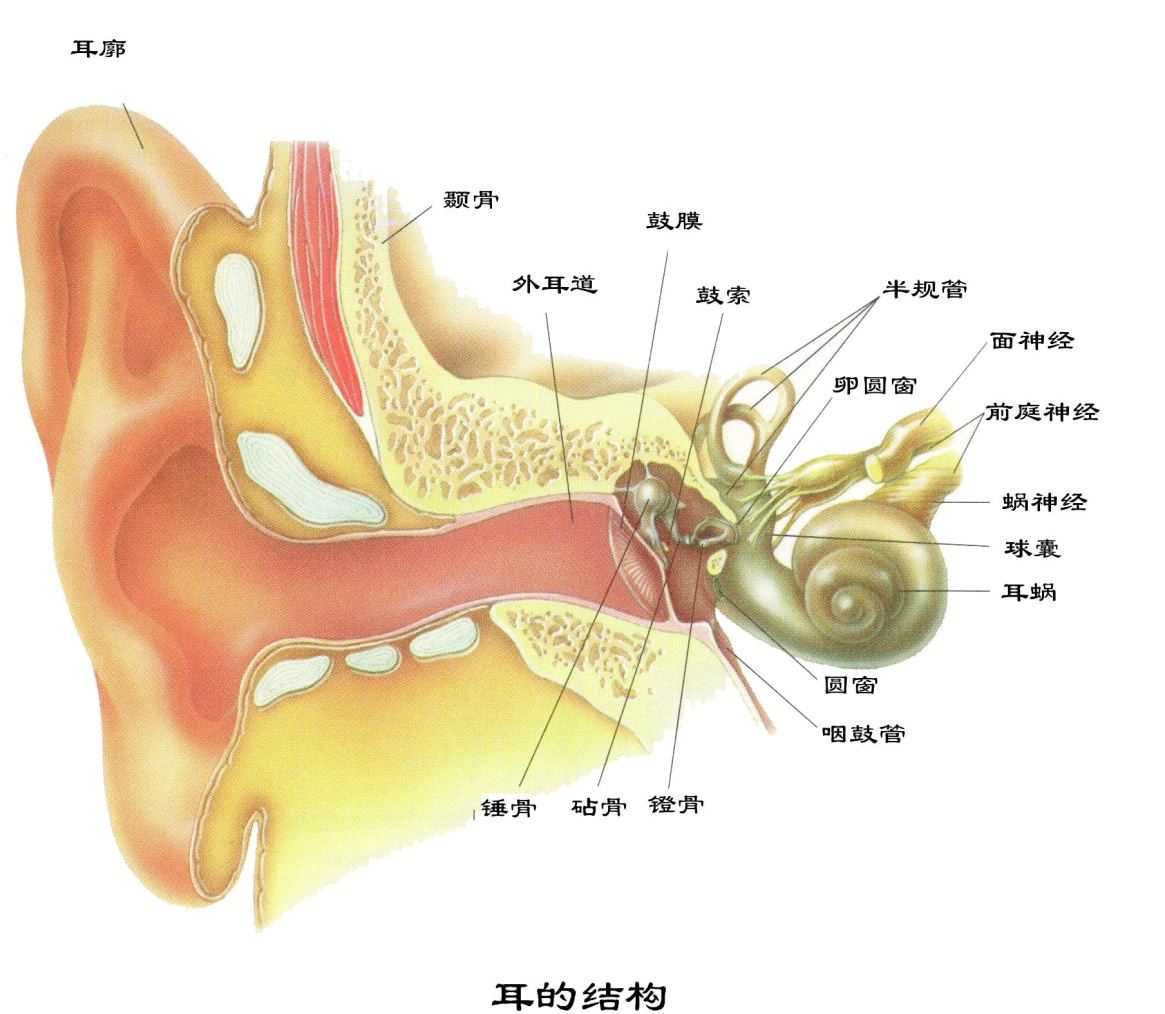 耳廓
颞骨
鼓膜
外耳道
鼓索
半规管
面神经
卵圆窗
前庭神经
蜗神经
球囊
耳蜗
圆窗
咽鼓管
锤骨
砧骨
镫骨
耳的结构